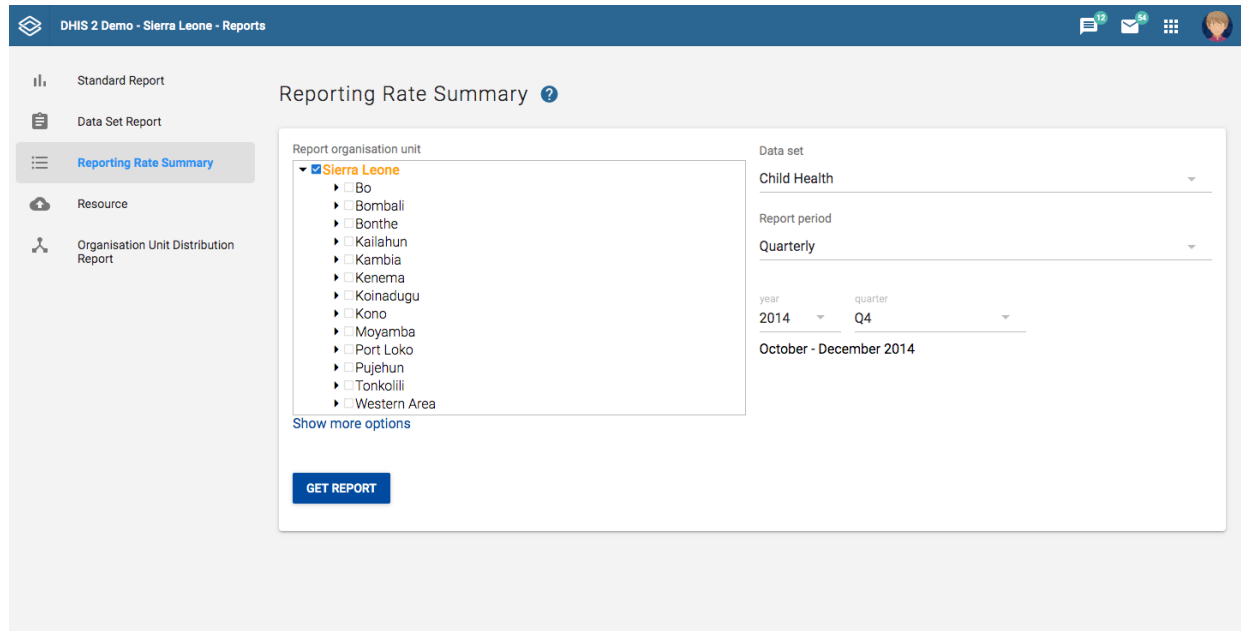 DHIS 2 Demo - Sierra Leone - Reports
12
54
Standard Report
Data Set Report
Reporting Rate Summary
Resource
Organisation Unit Distribution
Report
Reporting Rate Summary ?
Report organisation unit
Sierra Leone
Bo
Bombali
Bonthe
Kailahun
Kambia
Kenema
Koinadugu
Kono
Moyamba
Port Loko
Pujehun
Tonkolili
Western Area
Show more options
GET REPORT
Data set
Child Health
Report period
Quarterly
year
quarter
2014
Q4
October - December 2014